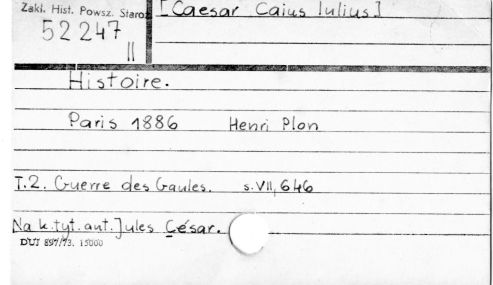 Zakł. Hist. Powsz. Staroż
[Caesar Caius Iulius.]
52 247
II
Histoire.
Paris 1886 Henri Plon
T.2. Guerre des Gaules. s. VII, 646
Na k.tyt.aut. Jules César.
DUJ 897/73. 15000